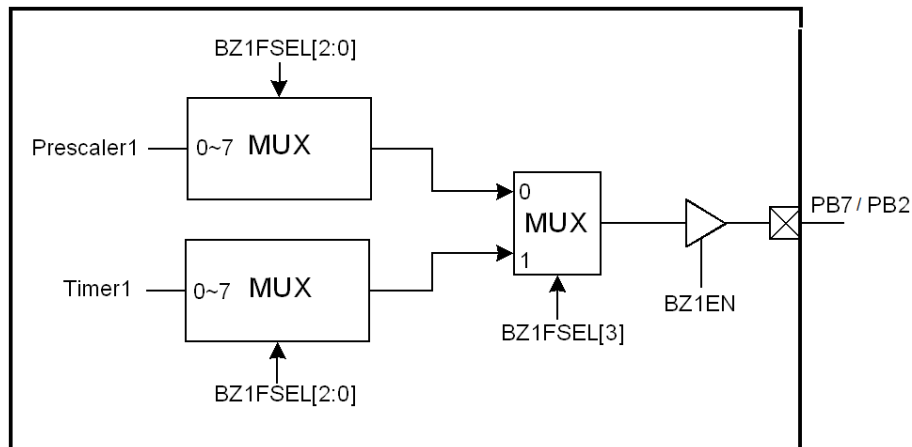 BZ1FSEL[2:0]
Prescaler1
0~7 MUX
0
MUX
1
PB7 / PB2
Timer1
0~7 MUX
BZ1EN
BZ1FSEL[3]
BZ1FSEL[2:0]